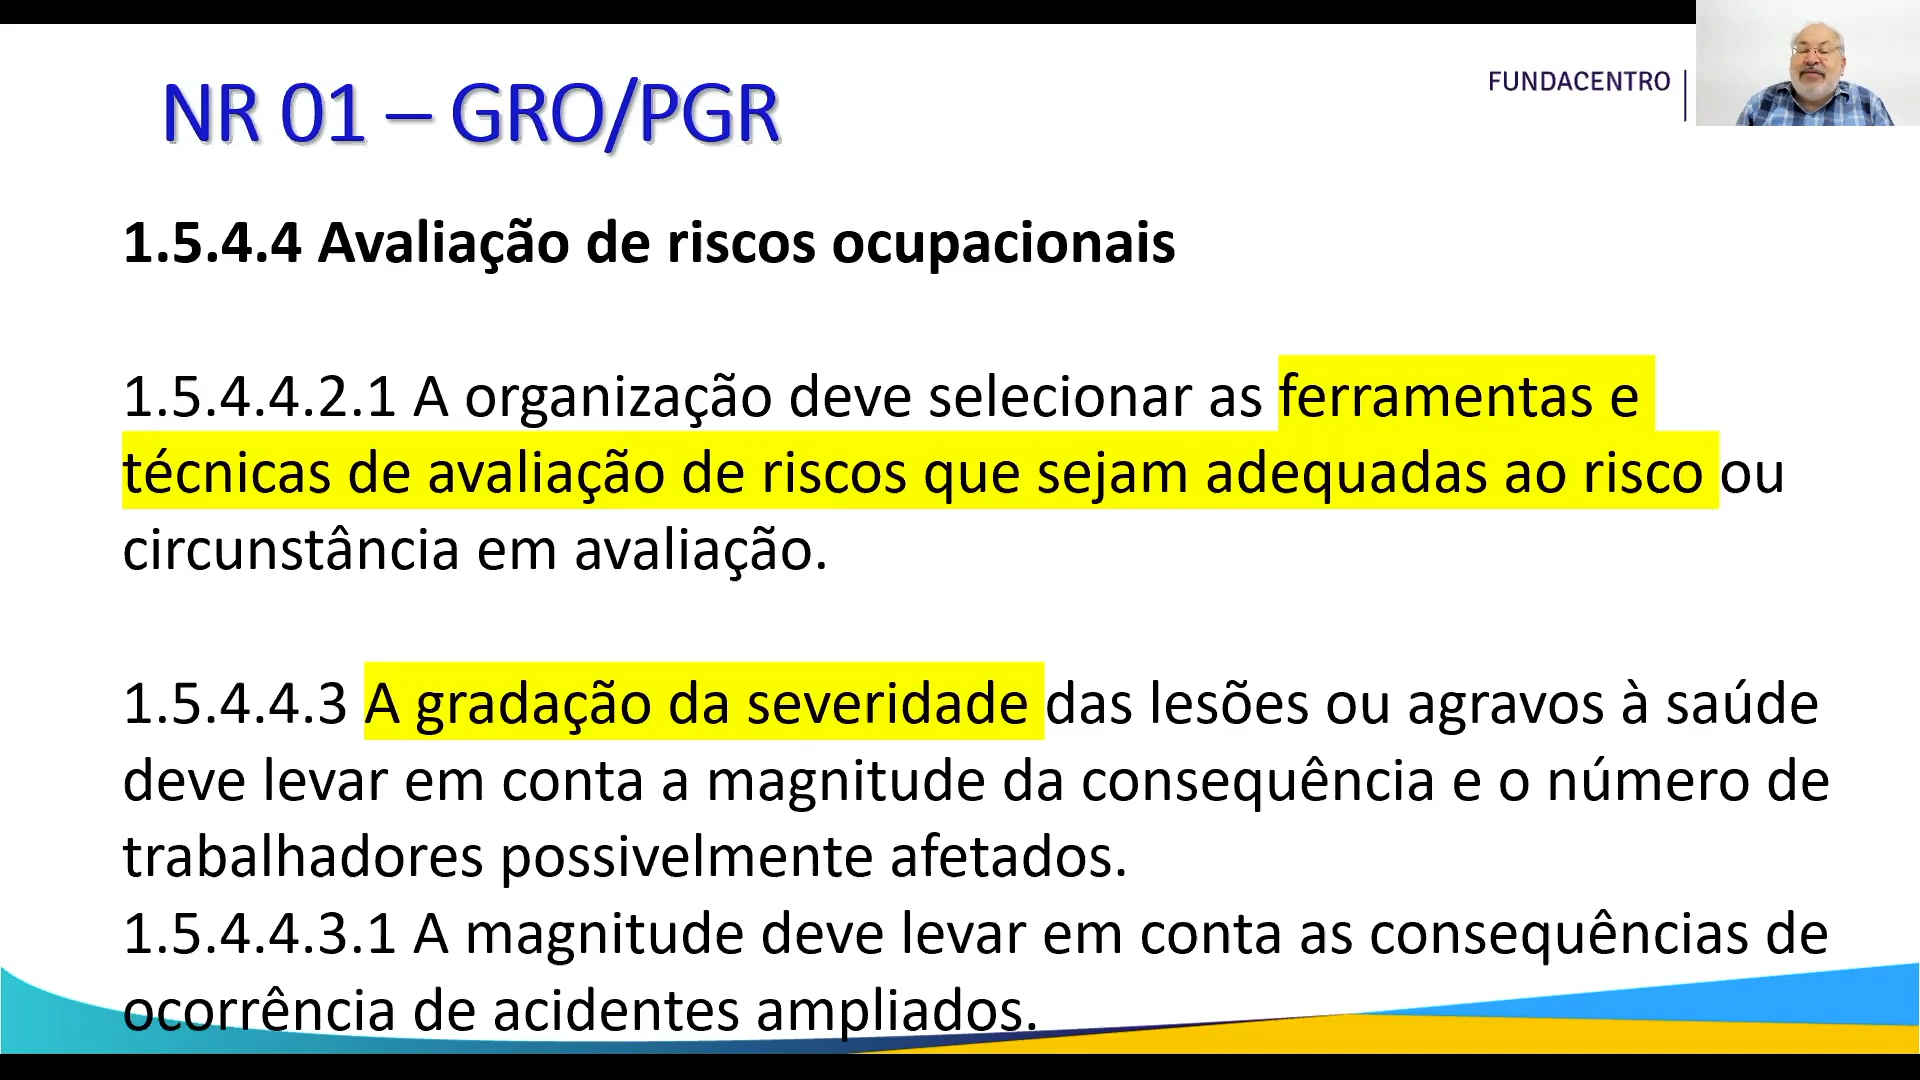 NR 01 – GRO/PGR
FUNDACENTRO
1.5.4.4 Avaliação de riscos ocupacionais
1.5.4.4.2.1 A organização deve selecionar as ferramentas e
técnicas de avaliação de riscos que sejam adequadas ao risco ou
circunstância em avaliação.
1.5.4.4.3 A gradação da severidade das lesões ou agravos à saúde
deve levar em conta a magnitude da consequência e o número de
trabalhadores possivelmente afetados.
1.5.4.4.3.1 A magnitude deve levar em conta as consequências de
ocorrência de acidentes ampliados.